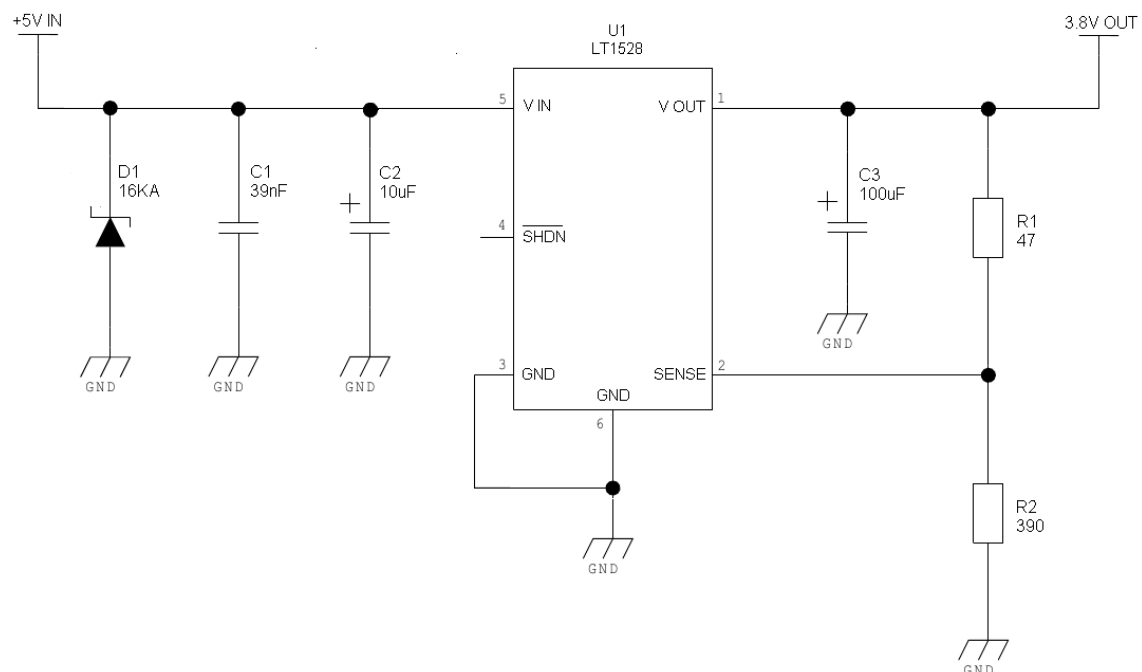 +5V IN
3.8V OUT
U1
LT1528
5
V IN
V OUT
1
D1
16KA
C1
39nF
C2
10uF
+
4
SHDN
C3
100uF
+
R1
47
3
GND
SENSE
2
GND
6
GND
GND
GND
GND
GND
R2
390
GND